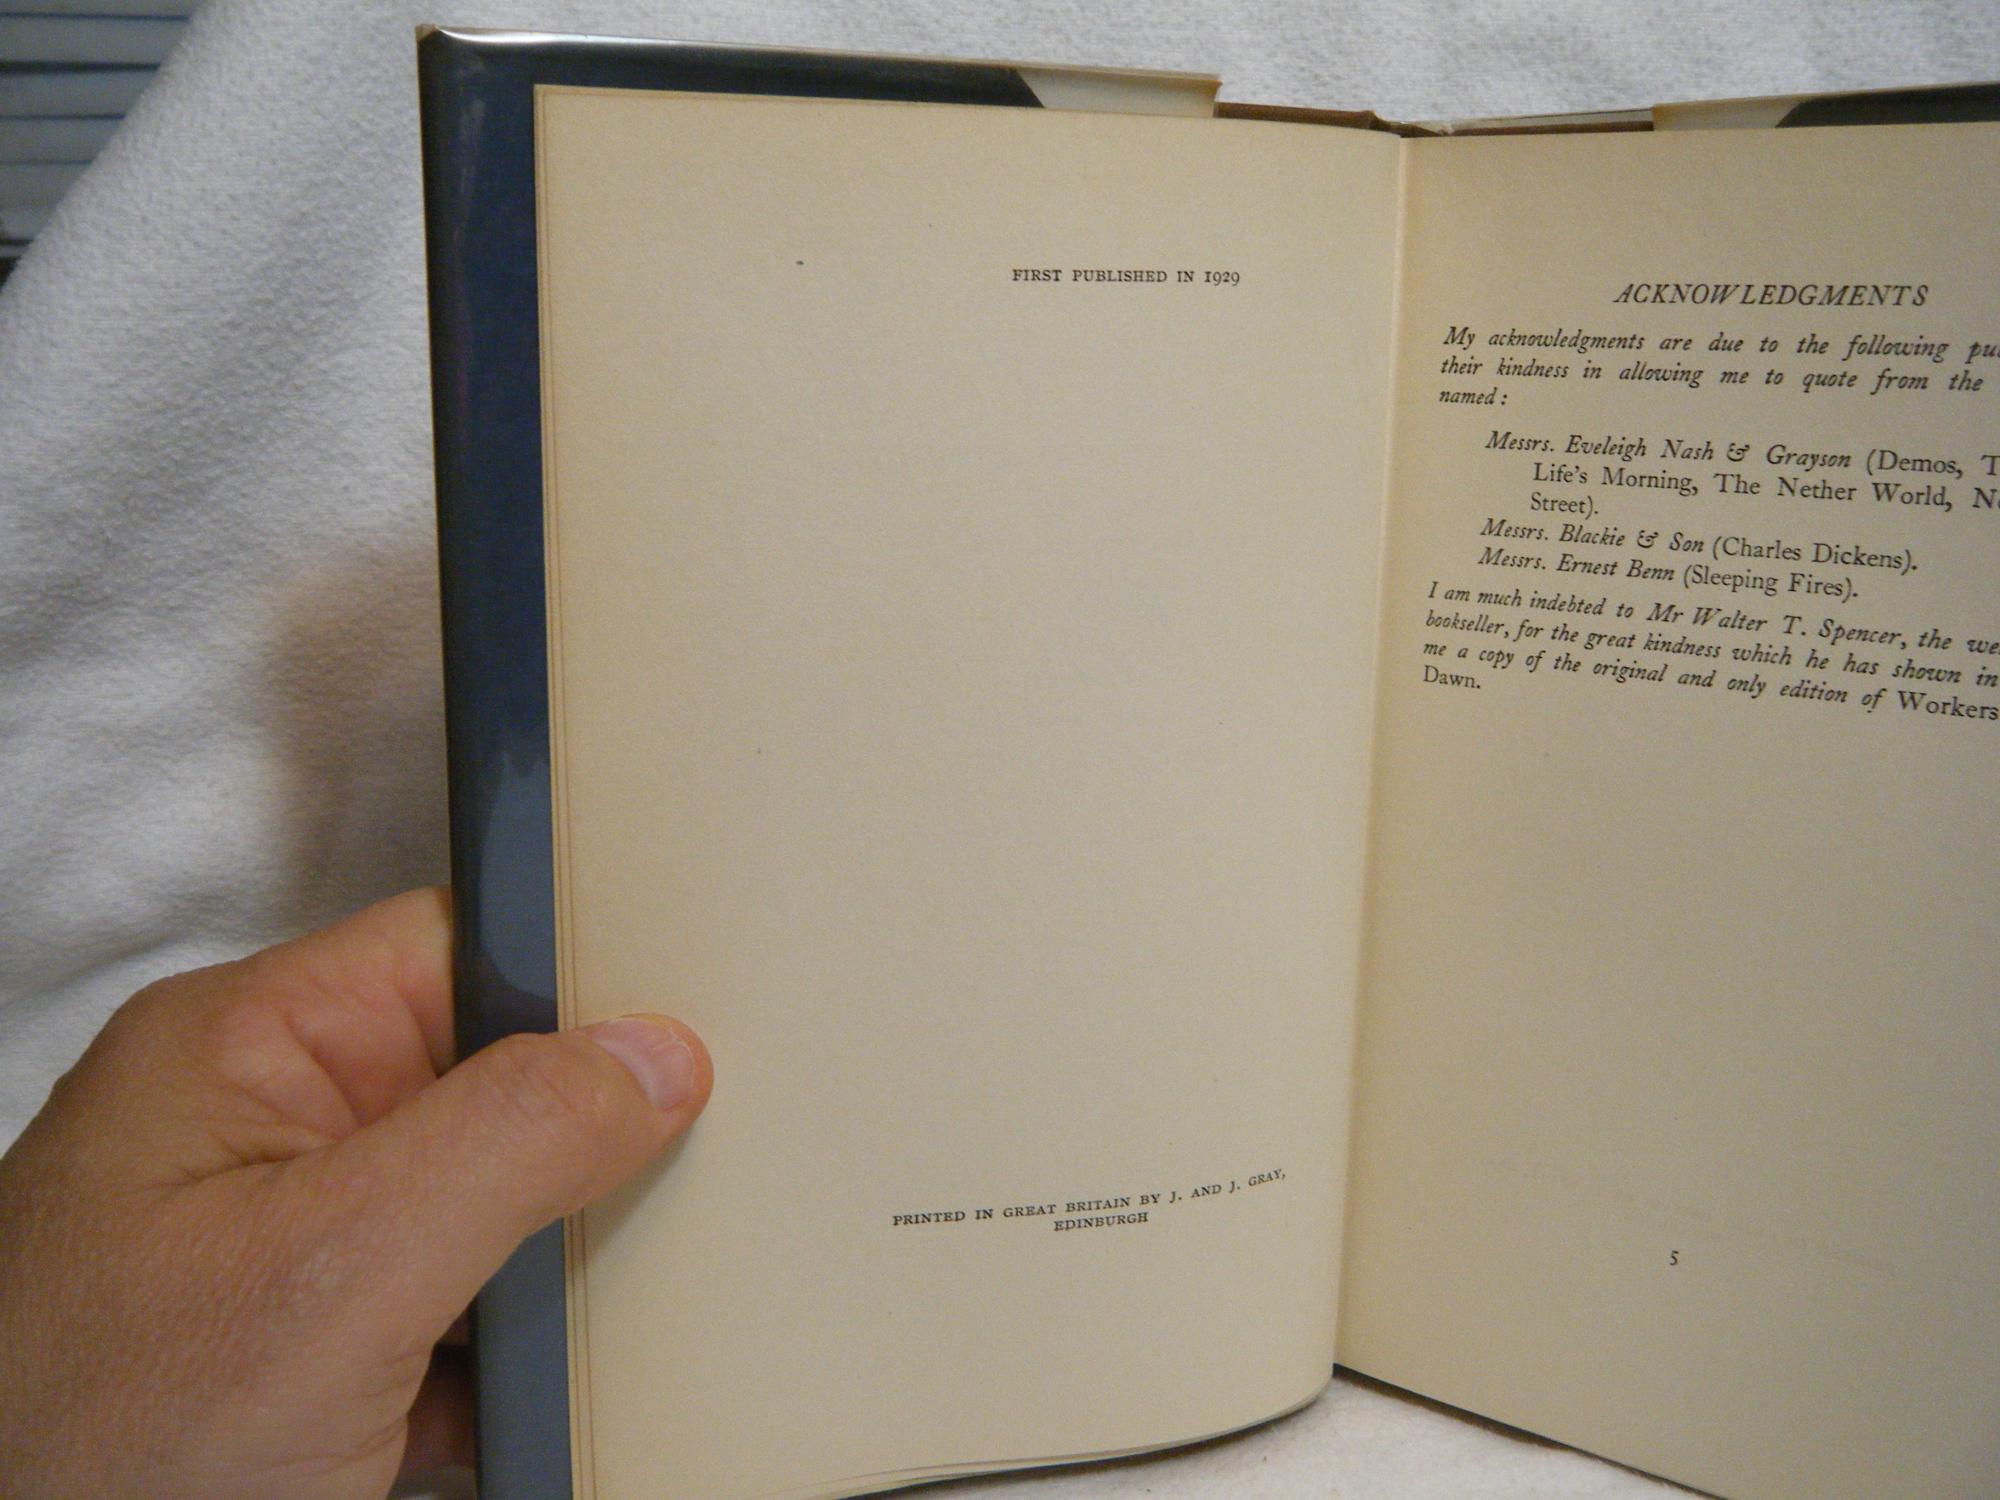 FIRST PUBLISHED IN 1929
PRINTED IN GREAT BRITAIN BY J. AND J. GRAY,
EDINBURGH
ACKNOWLEDGMENTS
My acknowledgments are due to the following
their kindness in allowing me to quote from the
named :
Messrs. Eveleigh Nash & Grayson (Demos,
Life's Morning, The Nether World,
Street).
Messrs. Blackie & Son (Charles Dickens).
Messrs. Ernest Benn (Sleeping Fires).
I am much indebted to Mr Walter T. Spencer, the
bookseller, for the great kindness which he has shown in
me a copy of the original and only edition of Workers
Dawn.
5